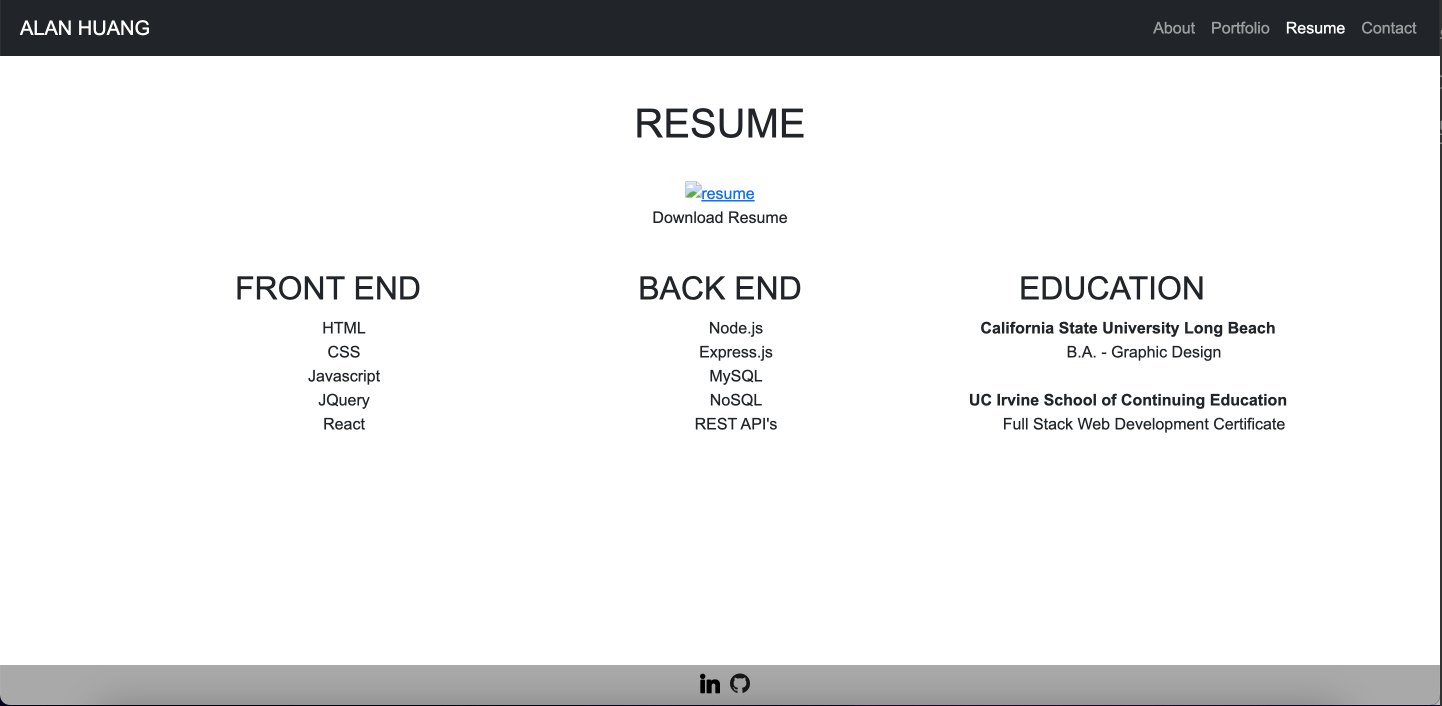 ALAN HUANG
About Portfolio Resume Contact
RESUME
resume
Download Resume
FRONT END
HTML
CSS
Javascript
JQuery
React
BACK END
Node.js
Express.js
MySQL
NoSQL
REST API's
EDUCATION
California State University Long Beach
B.A. - Graphic Design
UC Irvine School of Continuing Education
Full Stack Web Development Certificate
in